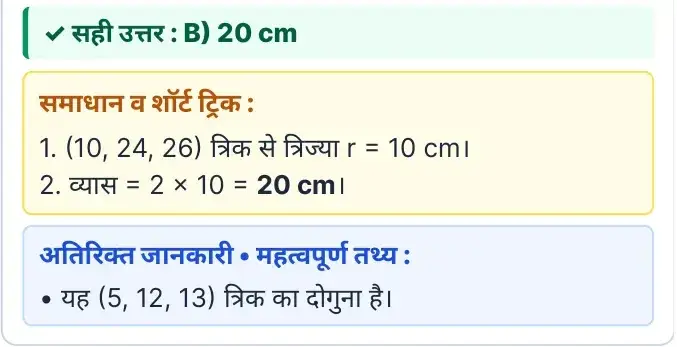 ✓ सही उत्तर : B) 20 cm
समाधान व शॉर्ट ट्रिक :
1. (10, 24, 26) त्रिक से त्रिज्या r = 10 cm।
2. व्यास = 2 × 10 = 20 cm।
अतिरिक्त जानकारी • महत्वपूर्ण तथ्य :
• यह (5, 12, 13) त्रिक का दोगुना है।